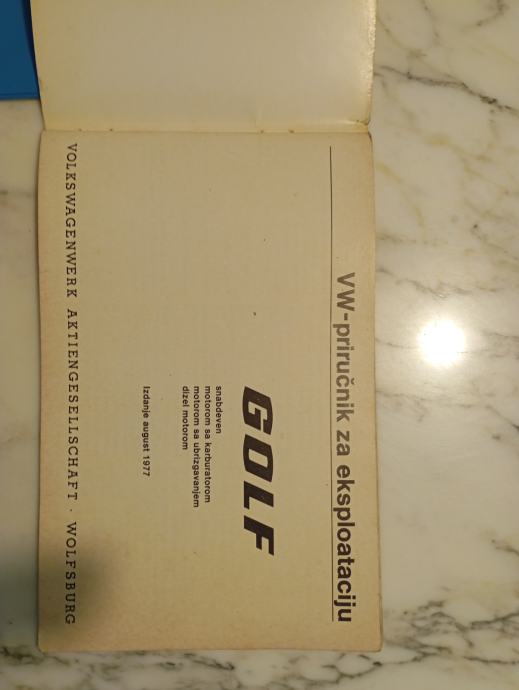 VW-priručnik za eksploataciju
GOLF
snabdeven
motorom sa karburatorom
motorom sa ubrizgavanjem
dizel motorom
Izdanje august 1977
VOLKSWAGENWERK AKTIENGESELLSCHAFT · WOLFSBURG